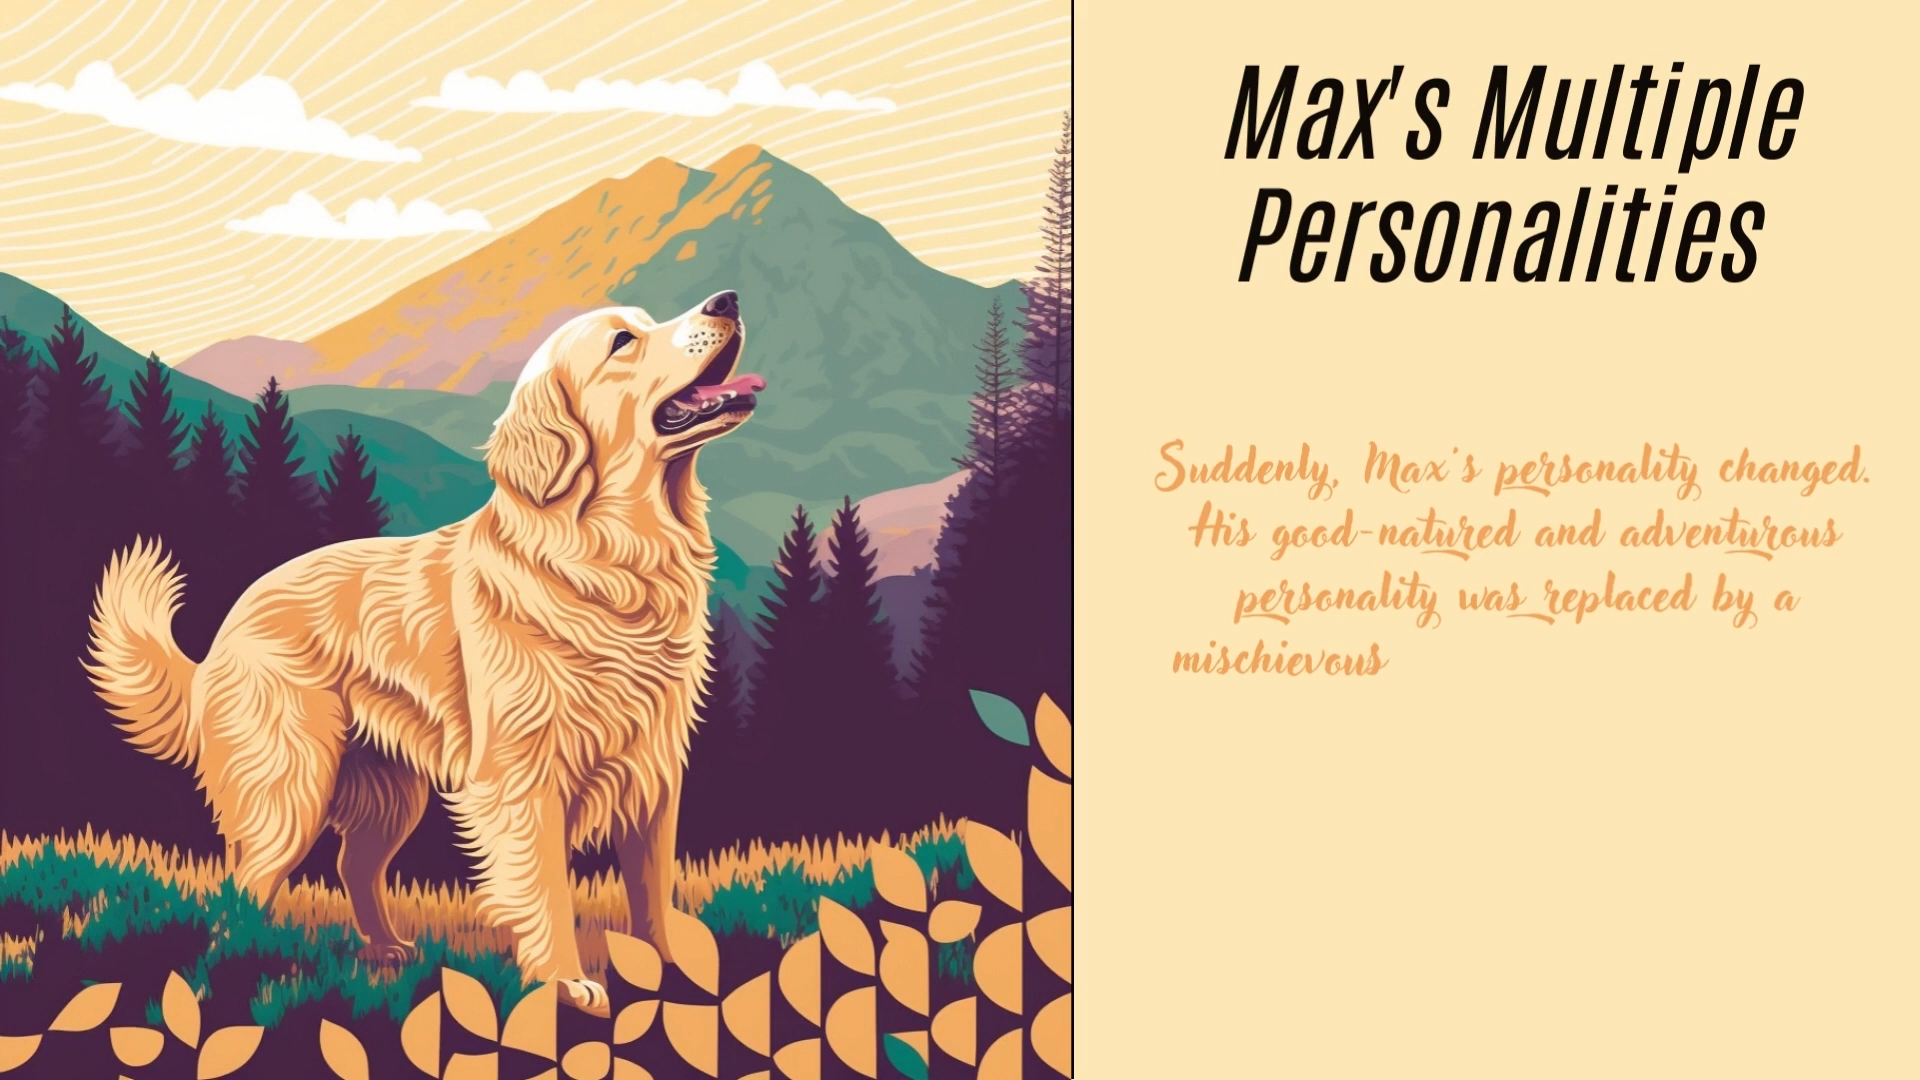 Max's Multiple
Personalities
Suddenly, Max's personality changed.
His good-natured and adventurous
personality was replaced by a
mischievous